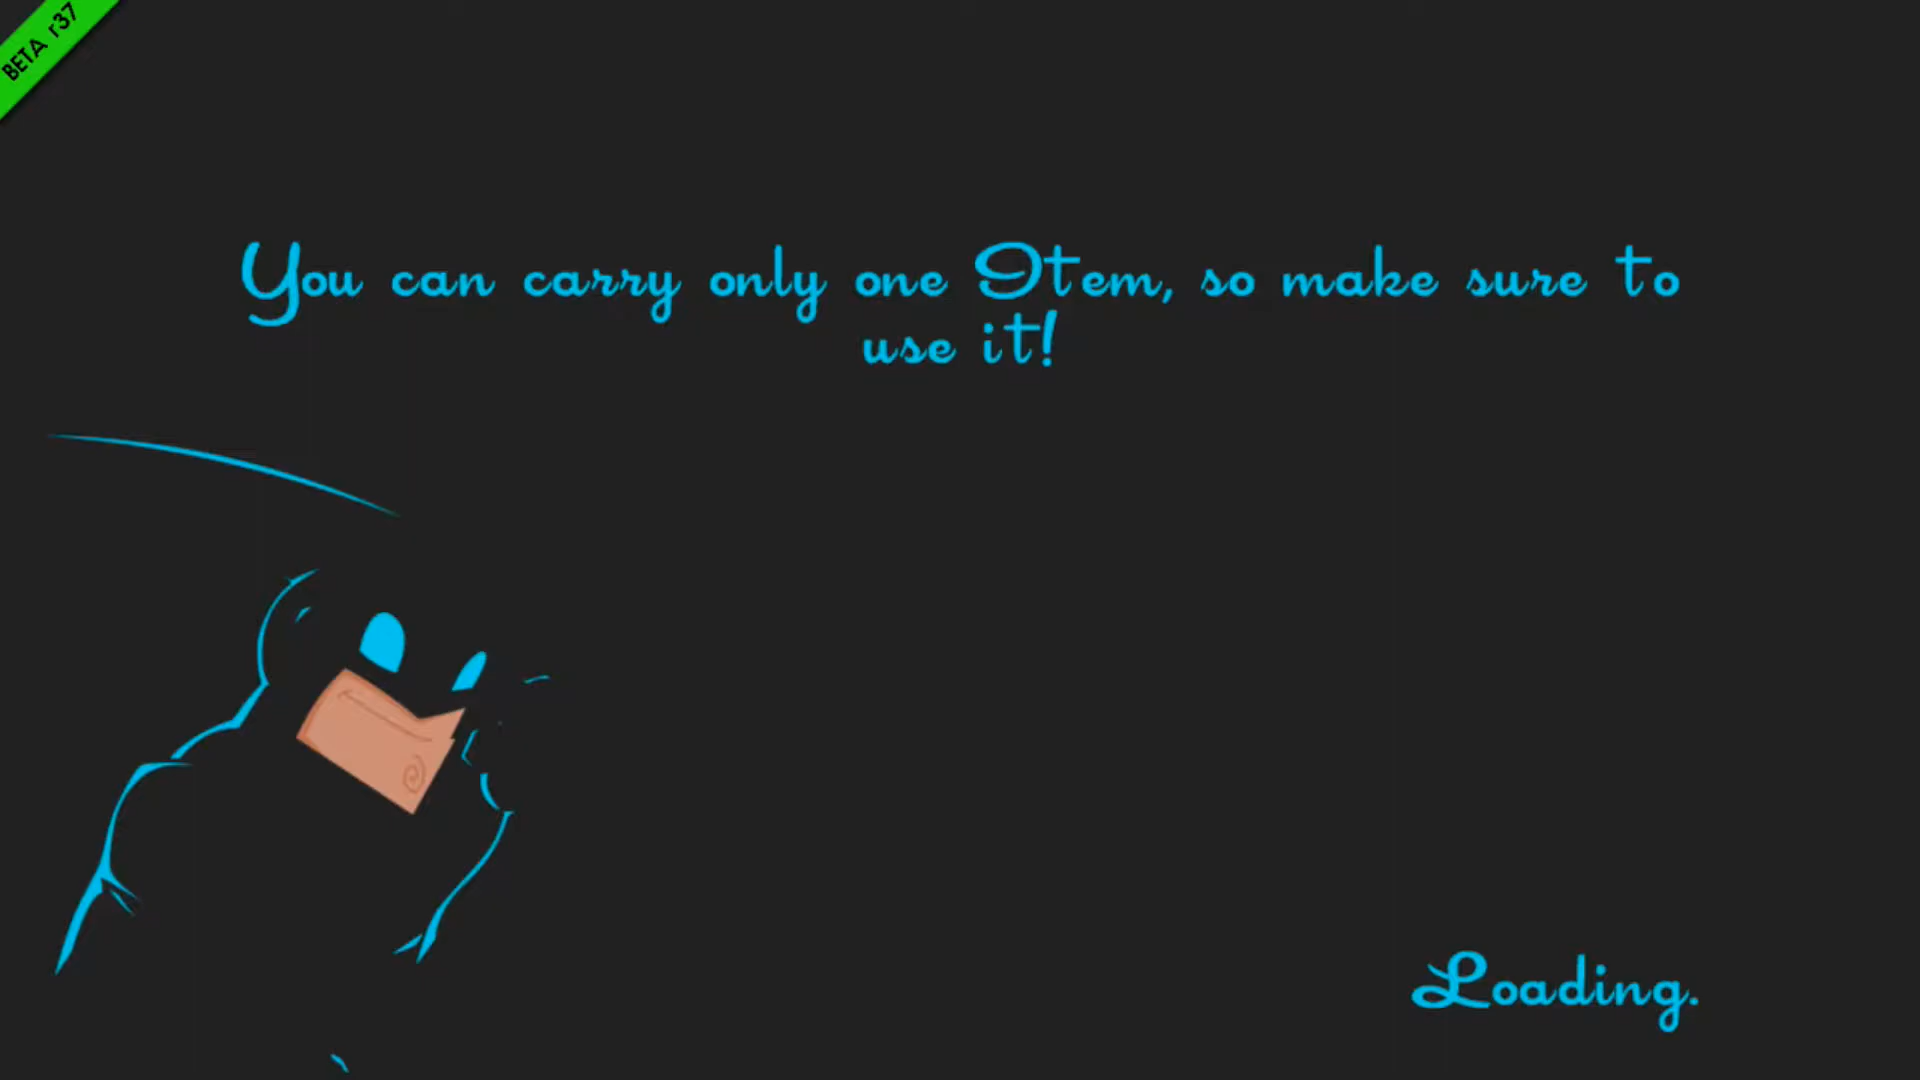 BETA r37
You can carry only one Item, so make sure to
use it!
Loading.